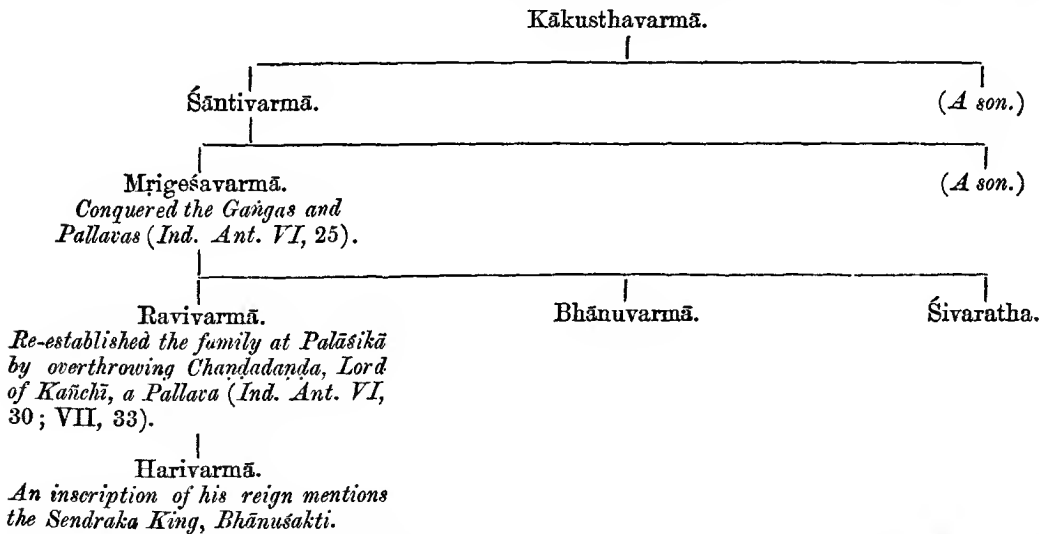 Kākusthavarmā.
Śāntivarmā. (A son.)
Mṛigeśavarmā. (A son.)
Conquered the Gaṅgas and
Pallavas (Ind. Ant. VI, 25).
Ravivarmā. Bhānuvarmā. Śivaratha.
Re-established the family at Palāśikā
by overthrowing Chaṇḍadaṇḍa, Lord
of Kañchī, a Pallava (Ind. Ant. VI,
30; VII, 33).
Harivarmā.
An inscription of his reign mentions
the Sendraka King, Bhānuśakti.